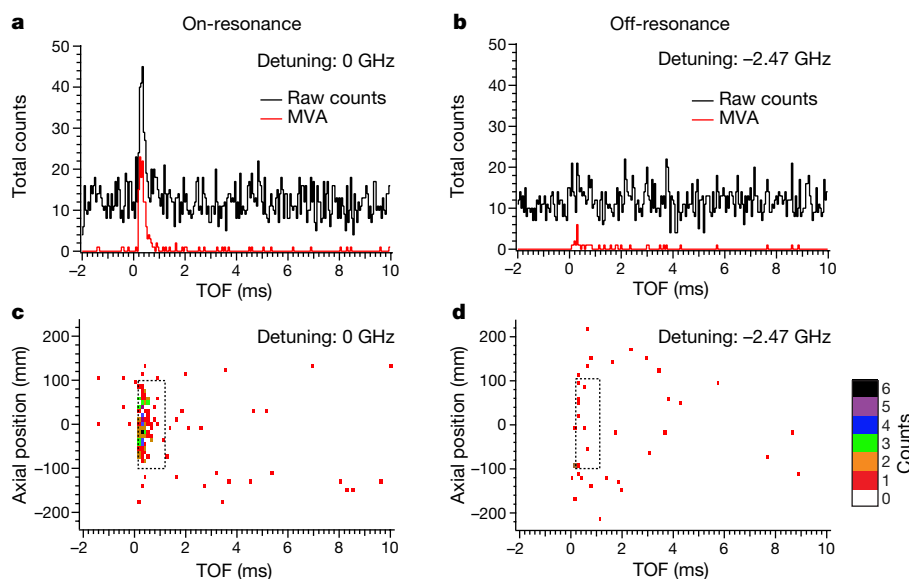 a On-resonance
Detuning: 0 GHz
Raw counts
MVA
Total counts
50
40
30
20
10
0
−2 0 2 4 6 8 10
TOF (ms)
b Off-resonance
Detuning: −2.47 GHz
Raw counts
MVA
Total counts
50
40
30
20
10
0
−2 0 2 4 6 8 10
TOF (ms)
c
Detuning: 0 GHz
Axial position (mm)
200
100
0
−100
−200
−2 0 2 4 6 8 10
TOF (ms)
d
Detuning: −2.47 GHz
Axial position (mm)
200
100
0
−100
−200
−2 0 2 4 6 8 10
TOF (ms)
6
5
4
3
2
1
0
Counts